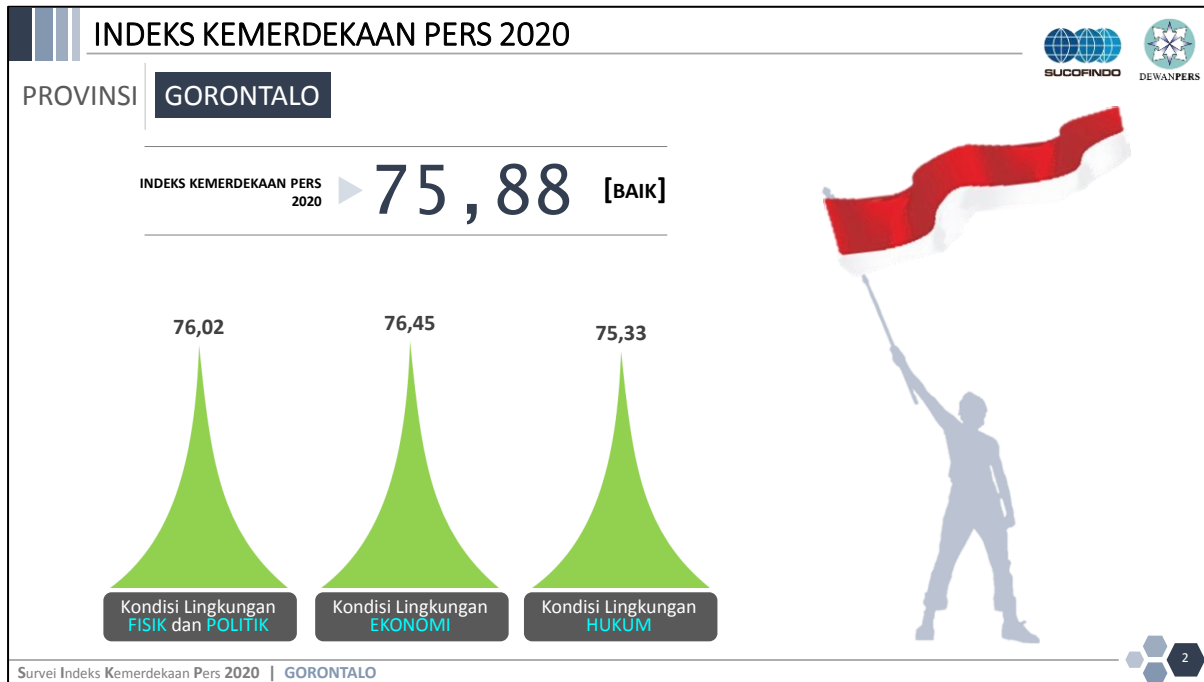 INDEKS KEMERDEKAAN PERS 2020
SUCOFINDO
DEWANPERS
PROVINSI
GORONTALO
INDEKS KEMERDEKAAN PERS
2020
75,88
[BAIK]
76,02
76,45
75,33
Kondisi Lingkungan
FISIK dan POLITIK
Kondisi Lingkungan
EKONOMI
Kondisi Lingkungan
HUKUM
Survei Indeks Kemerdekaan Pers 2020 | GORONTALO
2